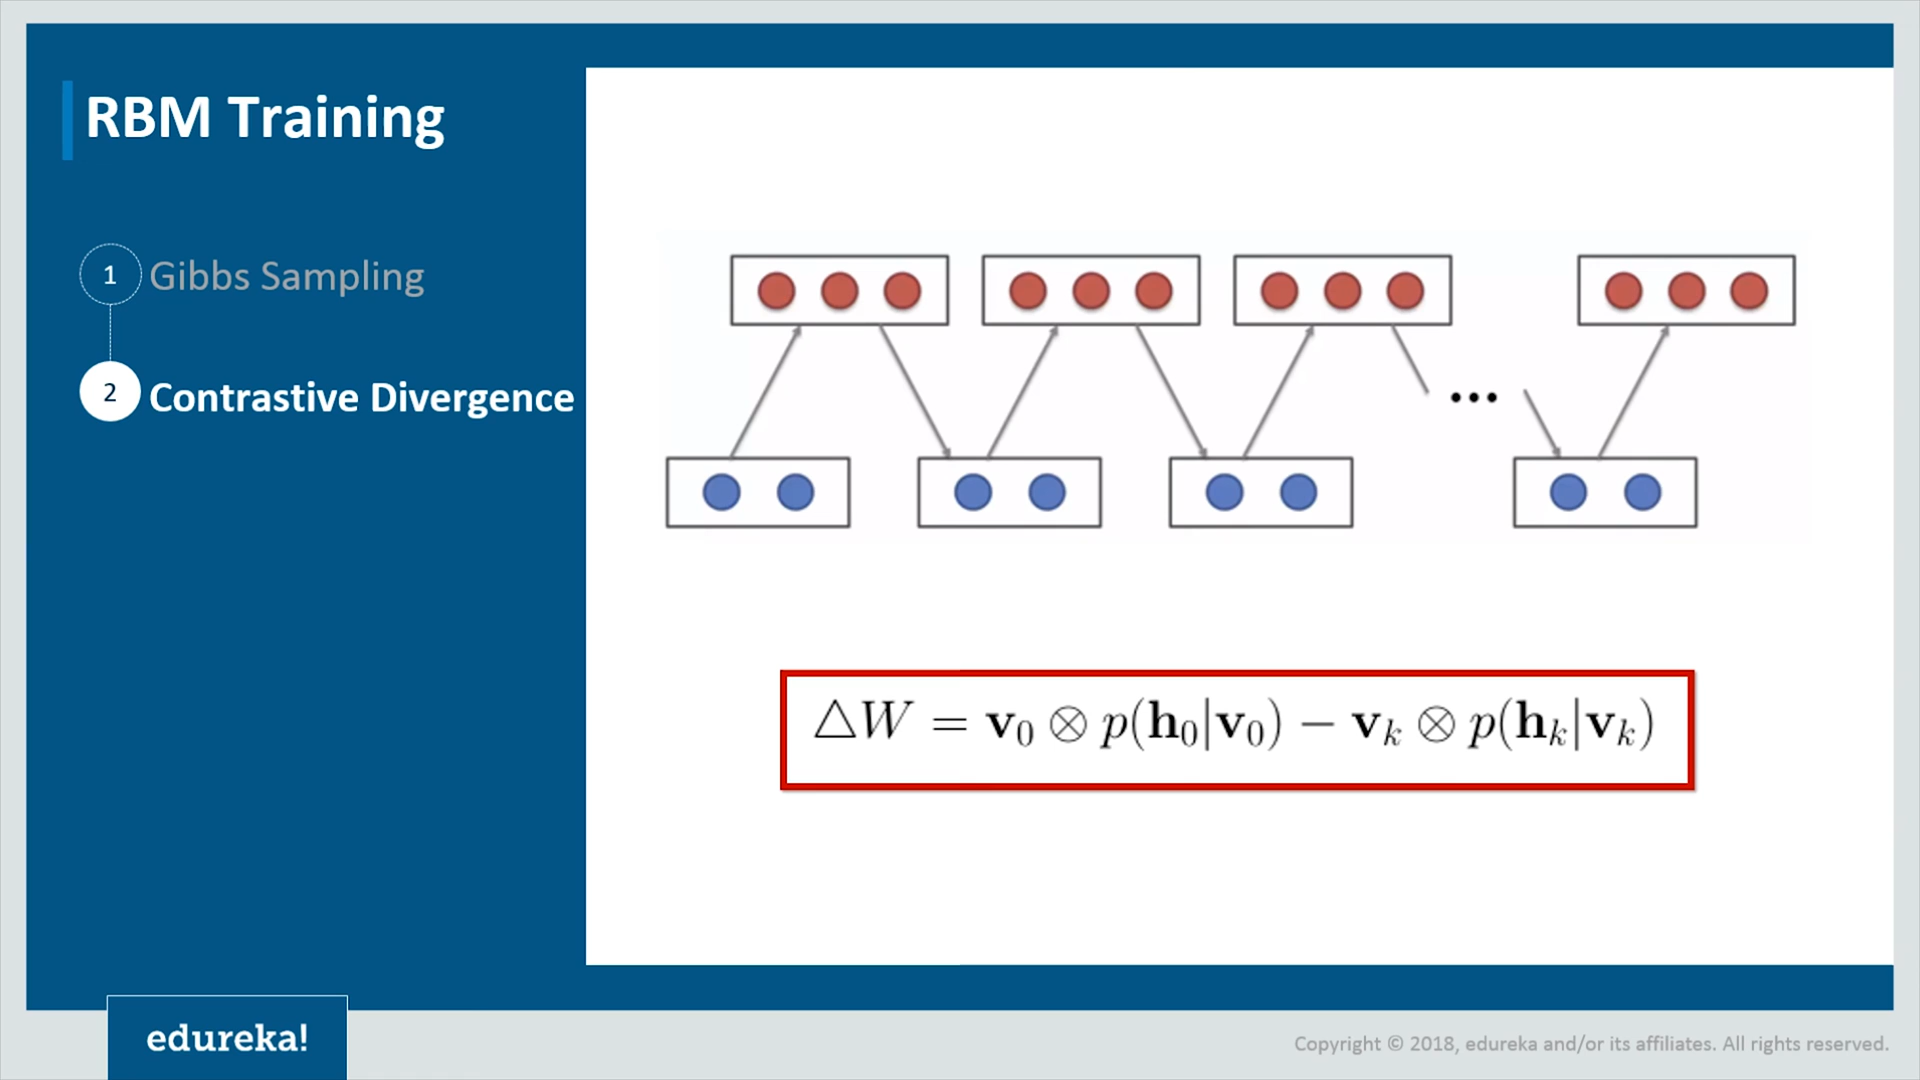 RBM Training
1 Gibbs Sampling
2 Contrastive Divergence
...
△W = v₀ ⊗ p(h₀|v₀) − vₖ ⊗ p(hₖ|vₖ)
edureka!
Copyright © 2018, edureka and/or its affiliates. All rights reserved.